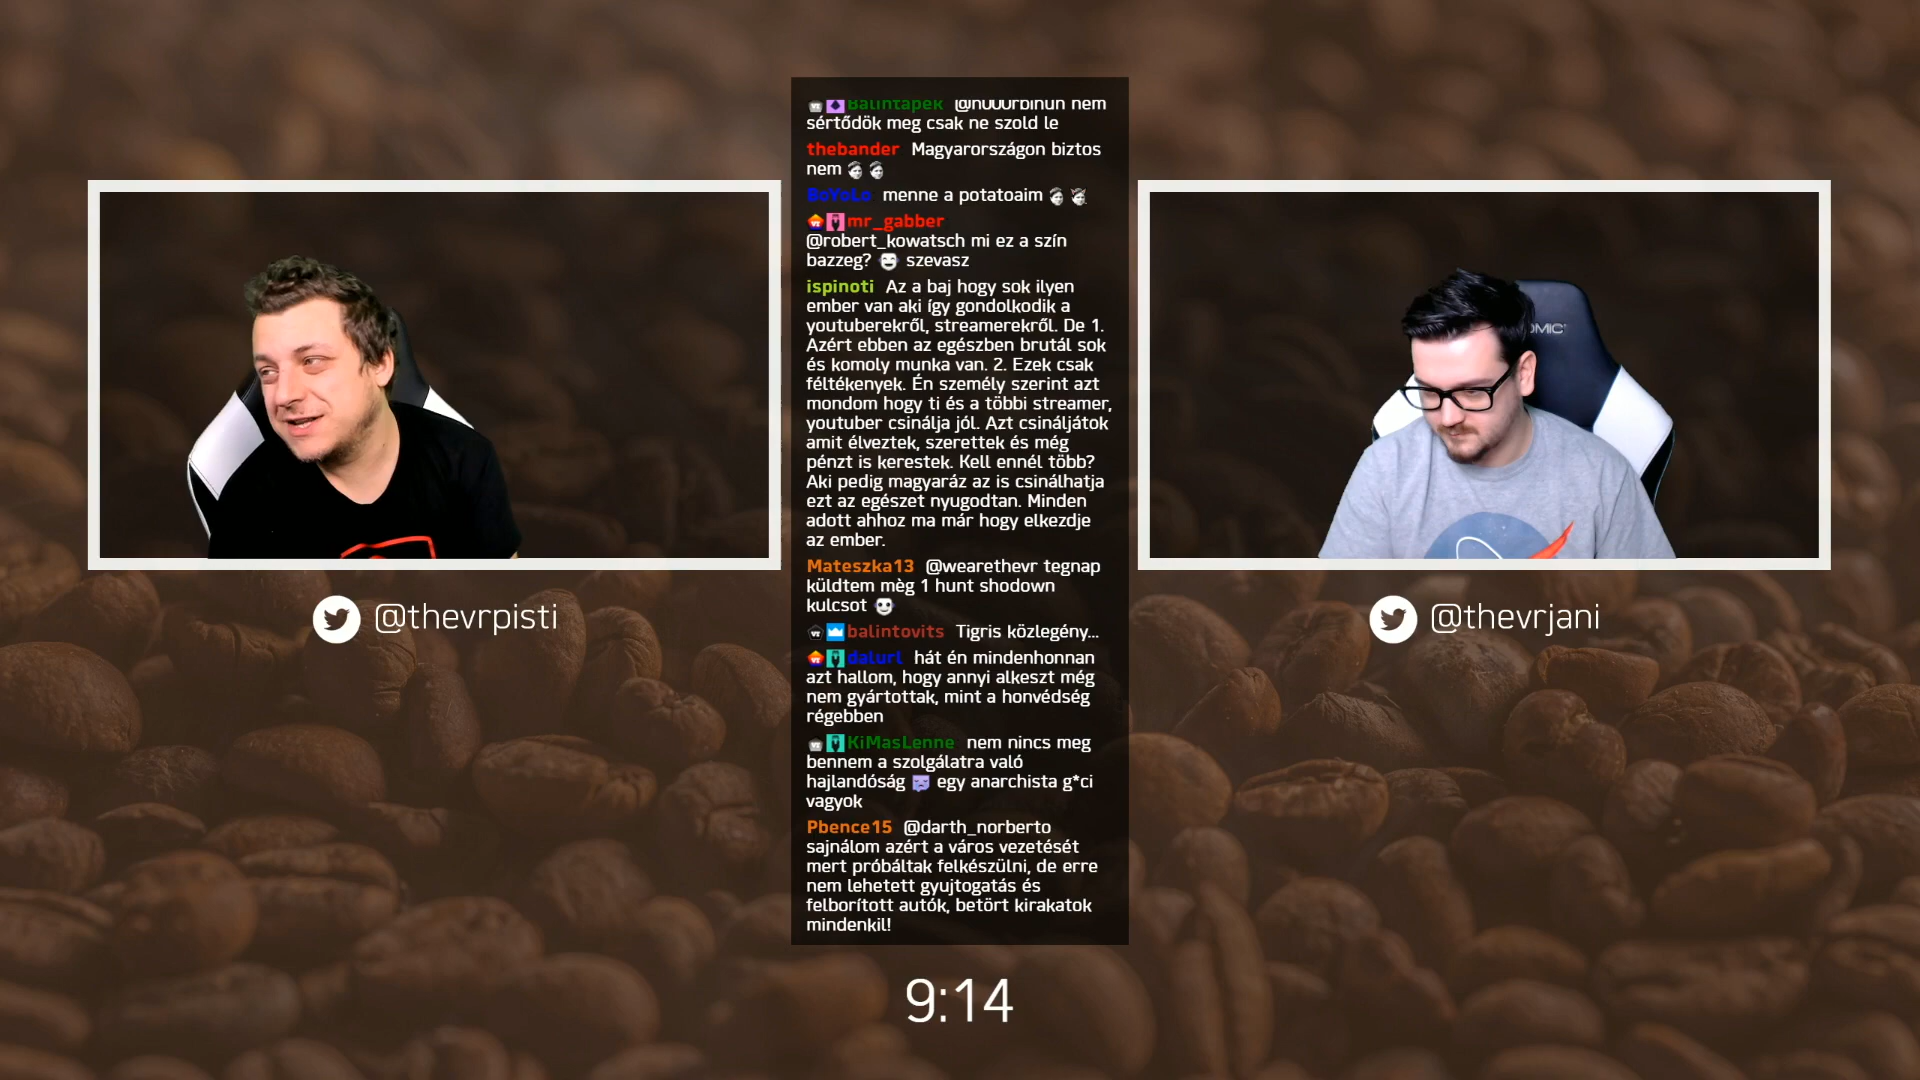 Balintapek @nuuurbinun nem
sértődök meg csak ne szold le
thebander Magyarországon biztos
nem
BoYoLo menne a potatoaim
mr_gabber
@robert_kowatsch mi ez a szín
bazzeg? szevasz
ispinoti Az a baj hogy sok ilyen
ember van aki így gondolkodik a
youtuberekről, streamerekről. De 1.
Azért ebben az egészben brutál sok
és komoly munka van. 2. Ezek csak
féltékenyek. Én személy szerint azt
mondom hogy ti és a többi streamer,
youtuber csinálja jól. Azt csináljátok
amit élveztek, szerettek és még
pénzt is kerestek. Kell ennél több?
Aki pedig magyaráz az is csinálhatja
ezt az egészet nyugodtan. Minden
adott ahhoz ma már hogy elkezdje
az ember.
Mateszka13 @wearethevr tegnap
küldtem mèg 1 hunt shodown
kulcsot
balintovits Tigris közlegény...
dalurl hát én mindenhonnan
azt hallom, hogy annyi alkeszt még
nem gyártottak, mint a honvédség
régebben
KiMasLenne nem nincs meg
bennem a szolgálatra való
hajlandóság egy anarchista g*ci
vagyok
Pbence15 @darth_norberto
sajnálom azért a város vezetését
mert próbáltak felkészülni, de erre
nem lehetett gyujtogatás és
felborított autók, betört kirakatok
mindenkil!
@thevrpisti
@thevrjani
9:14